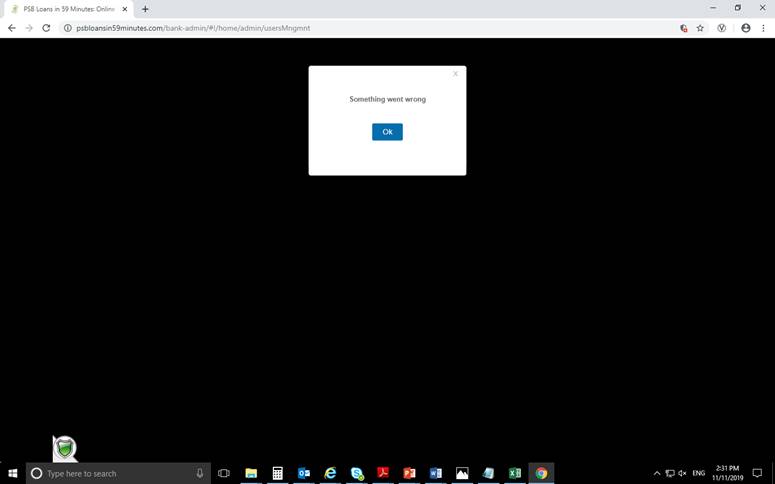 PSB Loans in 59 Minutes: Online
psbloansin59minutes.com/bank-admin/#!/home/admin/usersMngmnt
X
Something went wrong
Ok
Type here to search
ENG
2:31 PM
11/11/2019